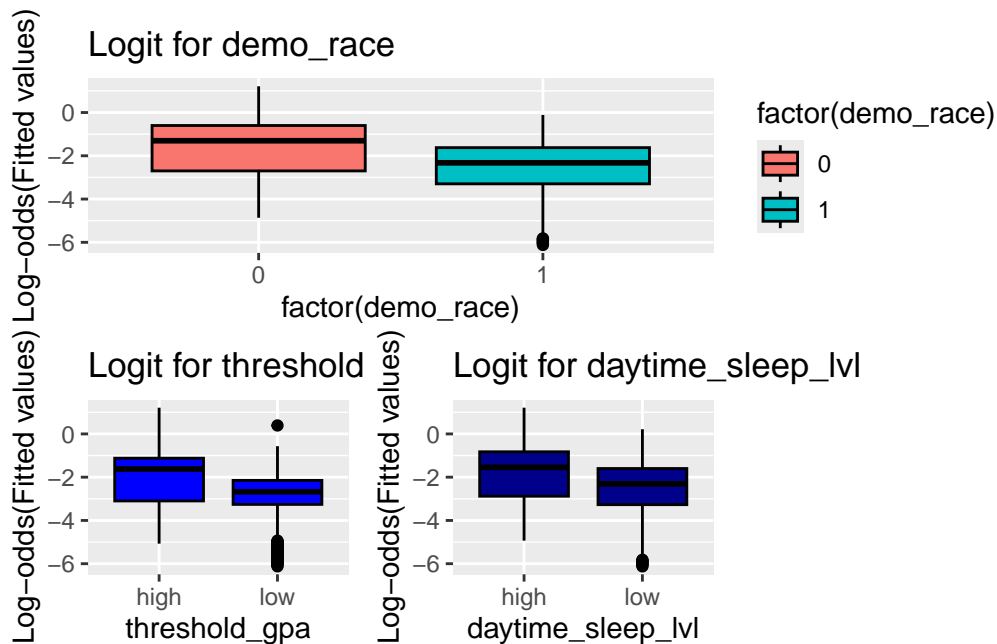 Logit for demo_race
Log−odds(Fitted values)
0
−2
−4
−6
0
1
factor(demo_race)
factor(demo_race)
0
1
Logit for threshold
Log−odds(Fitted values)
0
−2
−4
−6
high
low
threshold_gpa
Logit for daytime_sleep_lvl
Log−odds(Fitted values)
0
−2
−4
−6
high
low
daytime_sleep_lvl